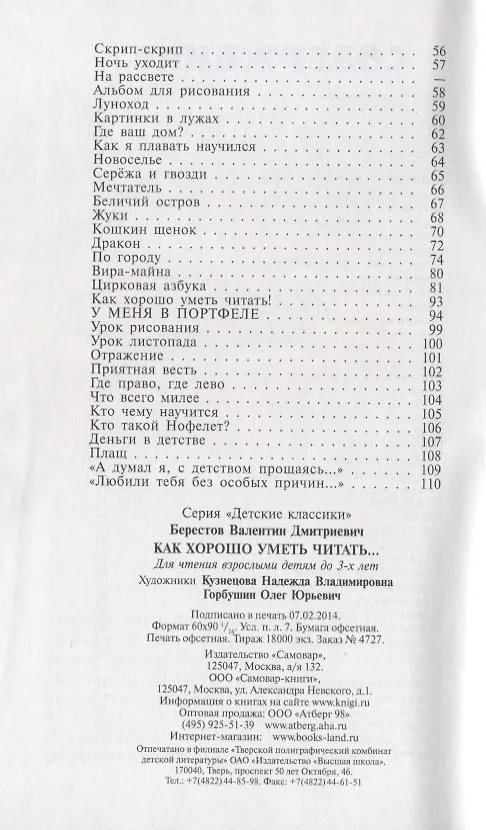 Скрип-скрип . . . . . . . . . . . . . . . . . . . . 56
Ночь уходит . . . . . . . . . . . . . . . . . . . . 57
На рассвете . . . . . . . . . . . . . . . . . . . . —
Альбом для рисования . . . . . . . . . . . . . . . 58
Луноход . . . . . . . . . . . . . . . . . . . . . . 59
Картинки в лужах . . . . . . . . . . . . . . . . . 60
Где ваш дом? . . . . . . . . . . . . . . . . . . . 62
Как я плавать научился . . . . . . . . . . . . . . 63
Новоселье . . . . . . . . . . . . . . . . . . . . . 64
Серёжа и гвозди . . . . . . . . . . . . . . . . . . 65
Мечтатель . . . . . . . . . . . . . . . . . . . . . 66
Беличий остров . . . . . . . . . . . . . . . . . . 67
Жуки . . . . . . . . . . . . . . . . . . . . . . . 68
Кошкин щенок . . . . . . . . . . . . . . . . . . . 70
Дракон . . . . . . . . . . . . . . . . . . . . . . 72
По городу . . . . . . . . . . . . . . . . . . . . . 74
Вира-майна . . . . . . . . . . . . . . . . . . . . 80
Цирковая азбука . . . . . . . . . . . . . . . . . . 81
Как хорошо уметь читать! . . . . . . . . . . . . . 93
У МЕНЯ В ПОРТФЕЛЕ . . . . . . . . . . . . . . . . 94
Урок рисования . . . . . . . . . . . . . . . . . . 99
Урок листопада . . . . . . . . . . . . . . . . . . 100
Отражение . . . . . . . . . . . . . . . . . . . . . 101
Приятная весть . . . . . . . . . . . . . . . . . . 102
Где право, где лево . . . . . . . . . . . . . . . . 103
Что всего милее . . . . . . . . . . . . . . . . . . 104
Кто чему научится . . . . . . . . . . . . . . . . . 105
Кто такой Нофелет? . . . . . . . . . . . . . . . . 106
Деньги в детстве . . . . . . . . . . . . . . . . . 107
Плащ . . . . . . . . . . . . . . . . . . . . . . . 108
«А думал я, с детством прощаясь...» . . . . . . . 109
«Любили тебя без особых причин...» . . . . . . . 110
Серия «Детские классики»
Берестов Валентин Дмитриевич
КАК ХОРОШО УМЕТЬ ЧИТАТЬ...
Для чтения взрослыми детям до 3-х лет
Художники Кузнецова Надежда Владимировна
Горбушин Олег Юрьевич
Подписано в печать 07.02.2014.
Формат 60х90 1/16. Усл. п. л. 7. Бумага офсетная.
Печать офсетная. Тираж 18000 экз. Заказ № 4727.
Издательство «Самовар»,
125047, Москва, а/я 132.
ООО «Самовар-книги»,
125047, Москва, ул. Александра Невского, д.1.
Информация о книгах на сайте www.knigi.ru
Оптовая продажа: ООО «Атберг 98»
(495) 925-51-39 www.atberg.aha.ru
Интернет-магазин: www.books-land.ru
Отпечатано в филиале «Тверской полиграфический комбинат
детской литературы» ОАО «Издательство «Высшая школа».
170040, Тверь, проспект 50 лет Октября, 46.
Тел.: +7(4822) 44-85-98. Факс: +7(4822) 44-61-51